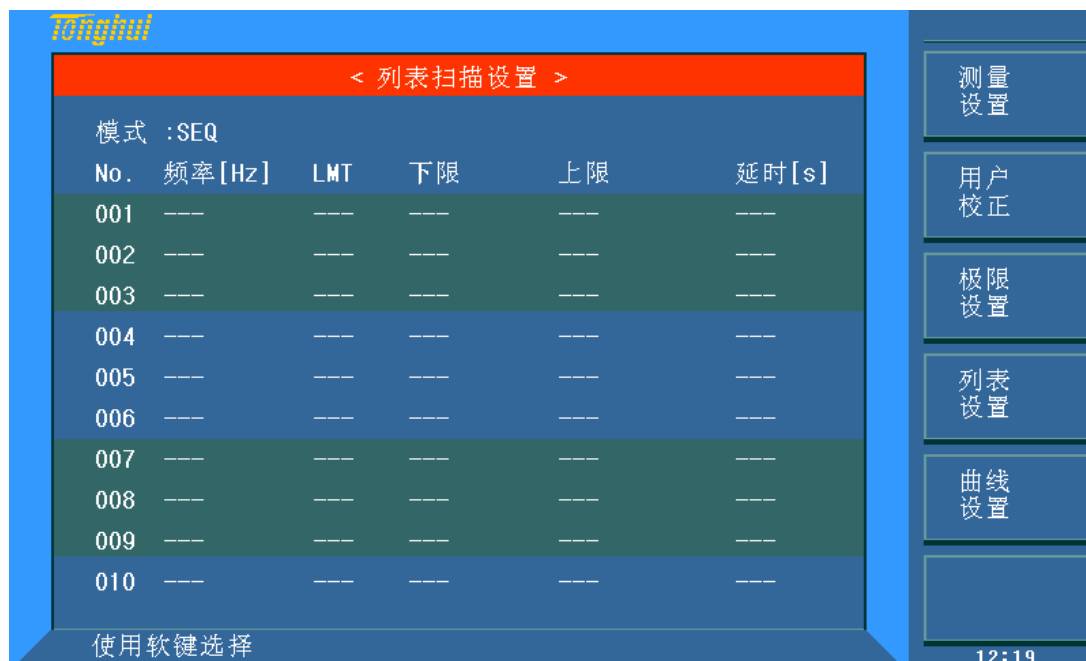 Tonghui
< 列表扫描设置 >
模式 :SEQ
No. 频率[Hz] LMT 下限 上限 延时[s]
001 --- --- --- --- ---
002 --- --- --- --- ---
003 --- --- --- --- ---
004 --- --- --- --- ---
005 --- --- --- --- ---
006 --- --- --- --- ---
007 --- --- --- --- ---
008 --- --- --- --- ---
009 --- --- --- --- ---
010 --- --- --- --- ---
使用软键选择
测量
设置
用户
校正
极限
设置
列表
设置
曲线
设置
12:19